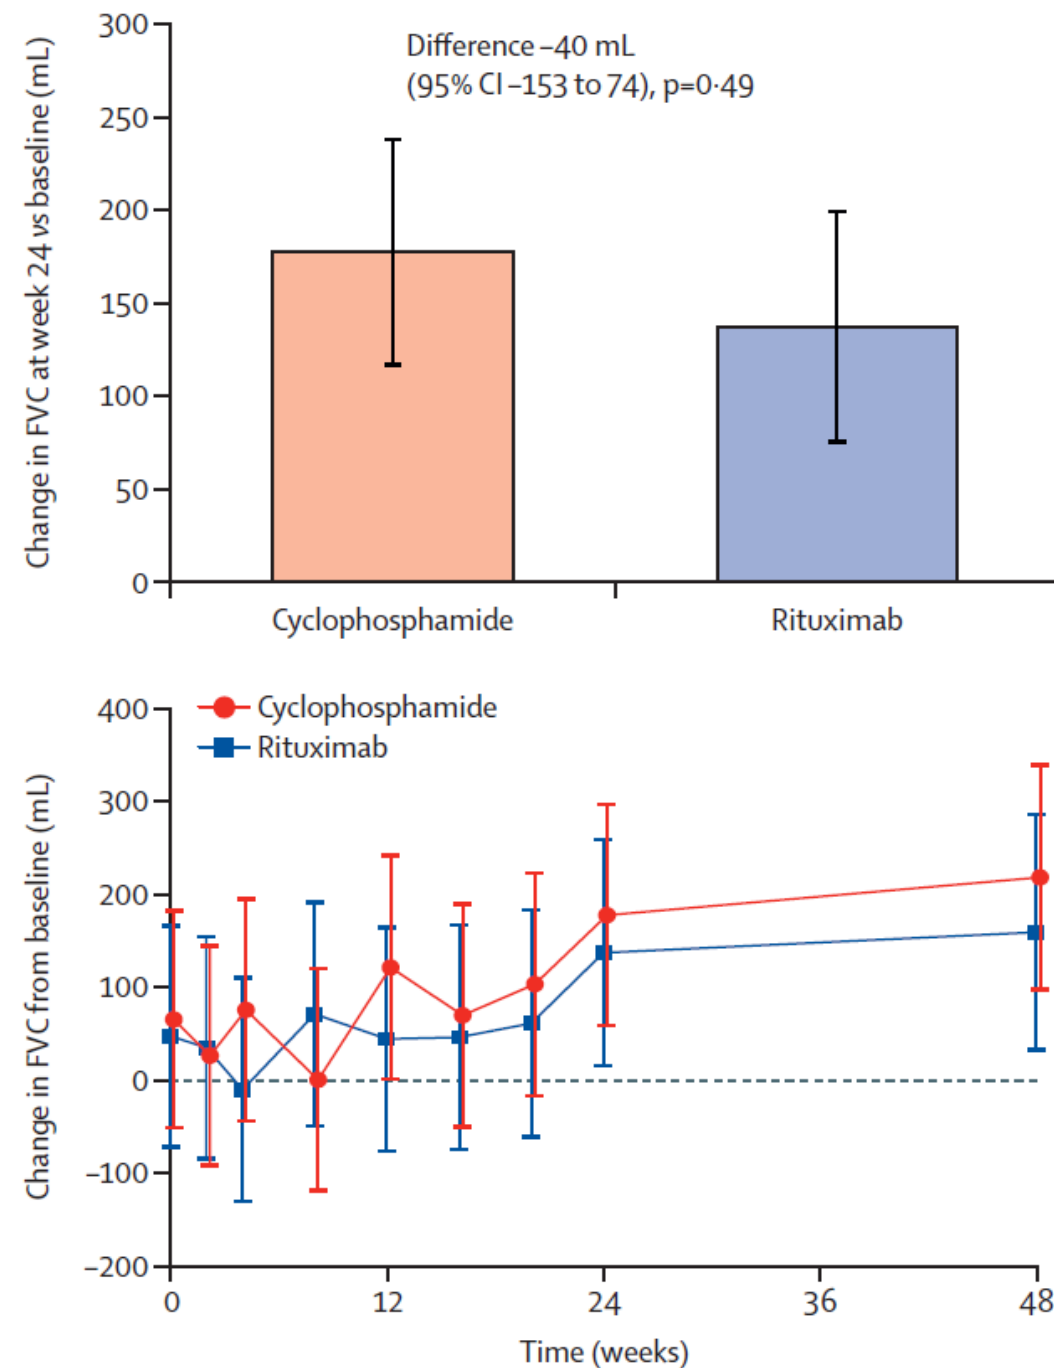 Change in FVC at week 24 vs baseline (mL)
300
250
200
150
100
50
0
Difference –40 mL
(95% CI –153 to 74), p=0·49
Cyclophosphamide
Rituximab
Change in FVC from baseline (mL)
400
300
200
100
0
–100
–200
Cyclophosphamide
Rituximab
0
12
24
36
48
Time (weeks)